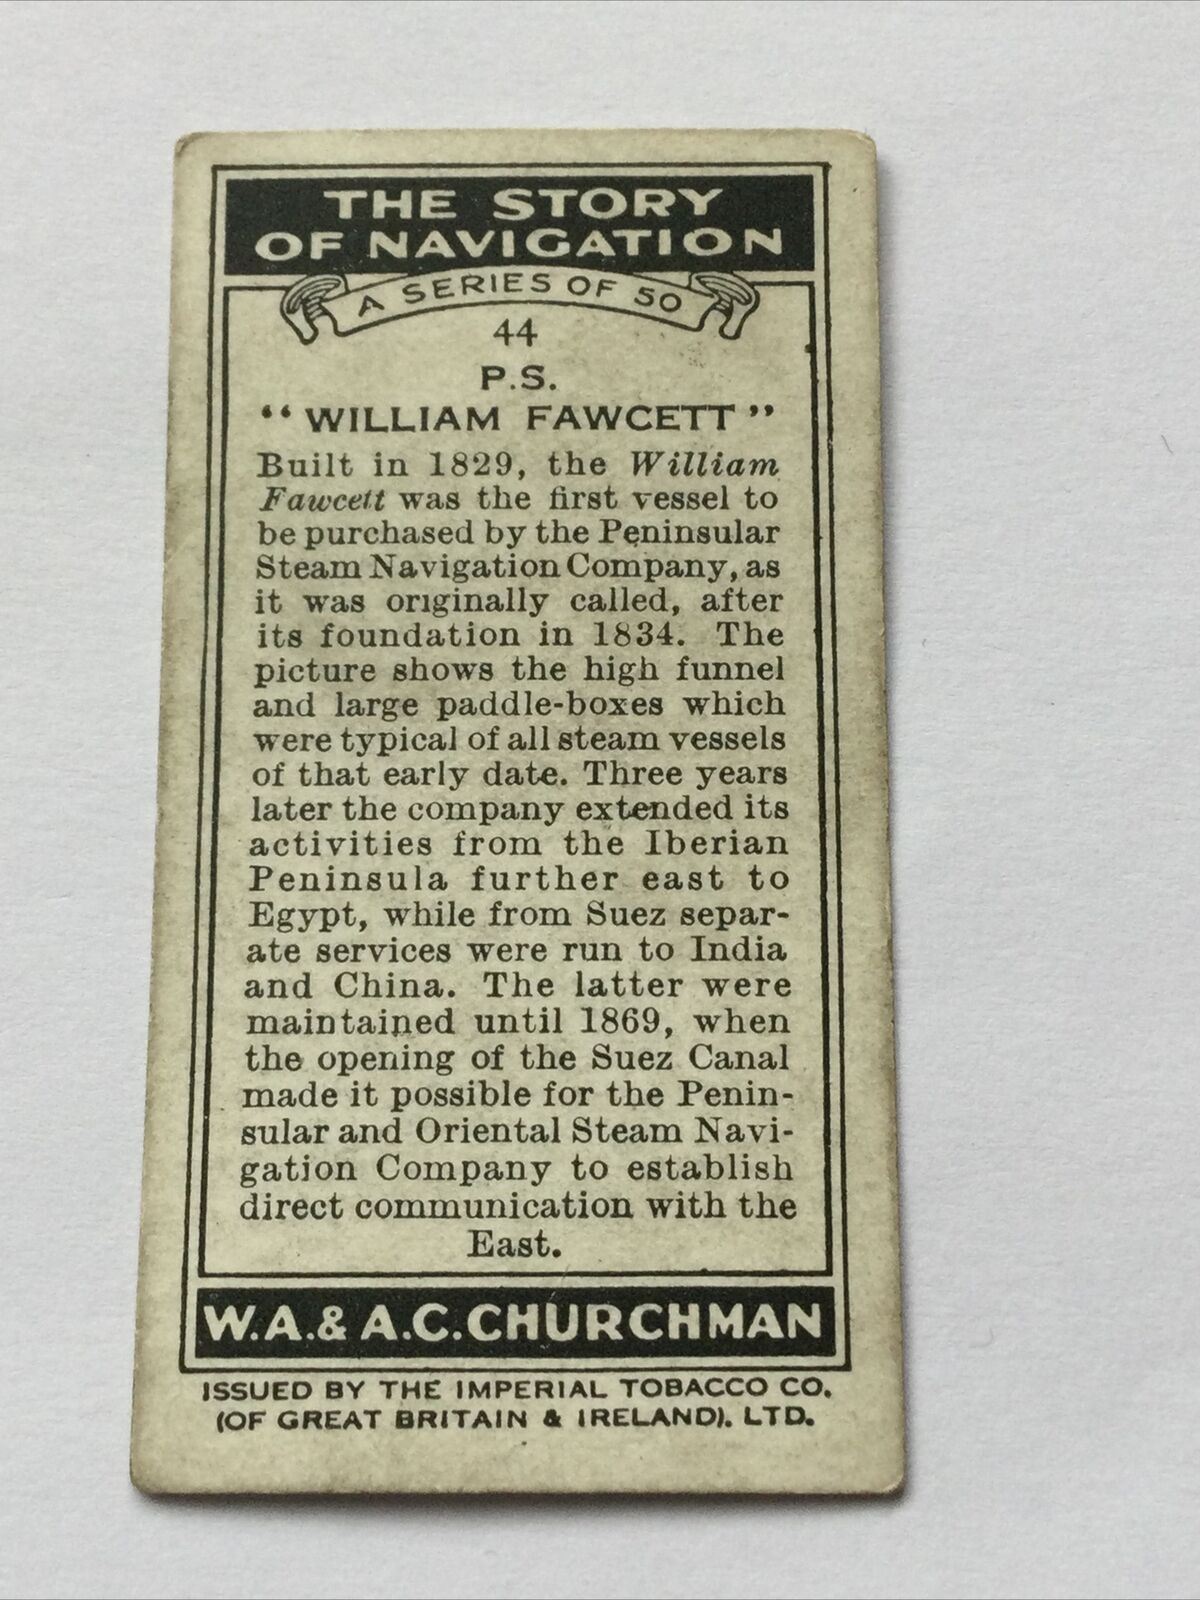 THE STORY
OF NAVIGATION
A SERIES OF 50
44
P.S.
“WILLIAM FAWCETT”
Built in 1829, the William
Fawcett was the first vessel to
be purchased by the Peninsular
Steam Navigation Company, as
it was originally called, after
its foundation in 1834. The
picture shows the high funnel
and large paddle-boxes which
were typical of all steam vessels
of that early date. Three years
later the company extended its
activities from the Iberian
Peninsula further east to
Egypt, while from Suez separ-
ate services were run to India
and China. The latter were
maintained until 1869, when
the opening of the Suez Canal
made it possible for the Penin-
sular and Oriental Steam Navi-
gation Company to establish
direct communication with the
East.
W.A.& A.C.CHURCHMAN
ISSUED BY THE IMPERIAL TOBACCO CO.
(OF GREAT BRITAIN & IRELAND), LTD.